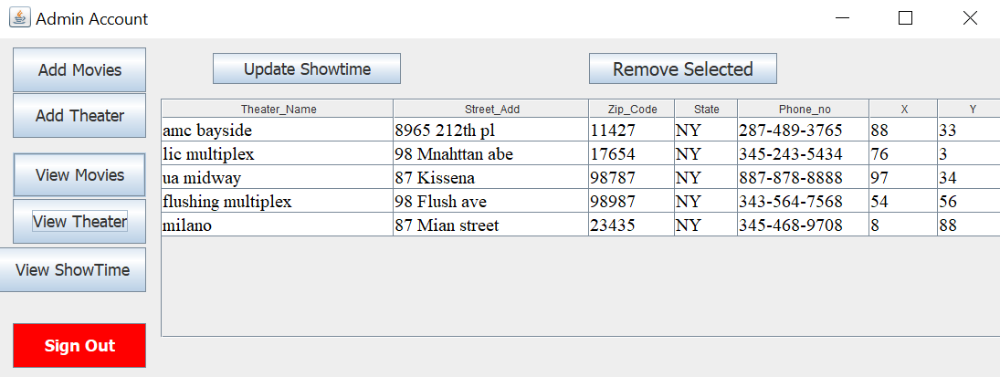 Admin Account
Add Movies
Add Theater
View Movies
View Theater
View ShowTime
Sign Out
Update Showtime Remove Selected
Theater_Name Street_Add Zip_Code State Phone_no X Y
amc bayside 8965 212th pl 11427 NY 287-489-3765 88 33
lic multiplex 98 Mnahttan abe 17654 NY 345-243-5434 76 3
ua midway 87 Kissena 98787 NY 887-878-8888 97 34
flushing multiplex 98 Flush ave 98987 NY 343-564-7568 54 56
milano 87 Mian street 23435 NY 345-468-9708 8 88